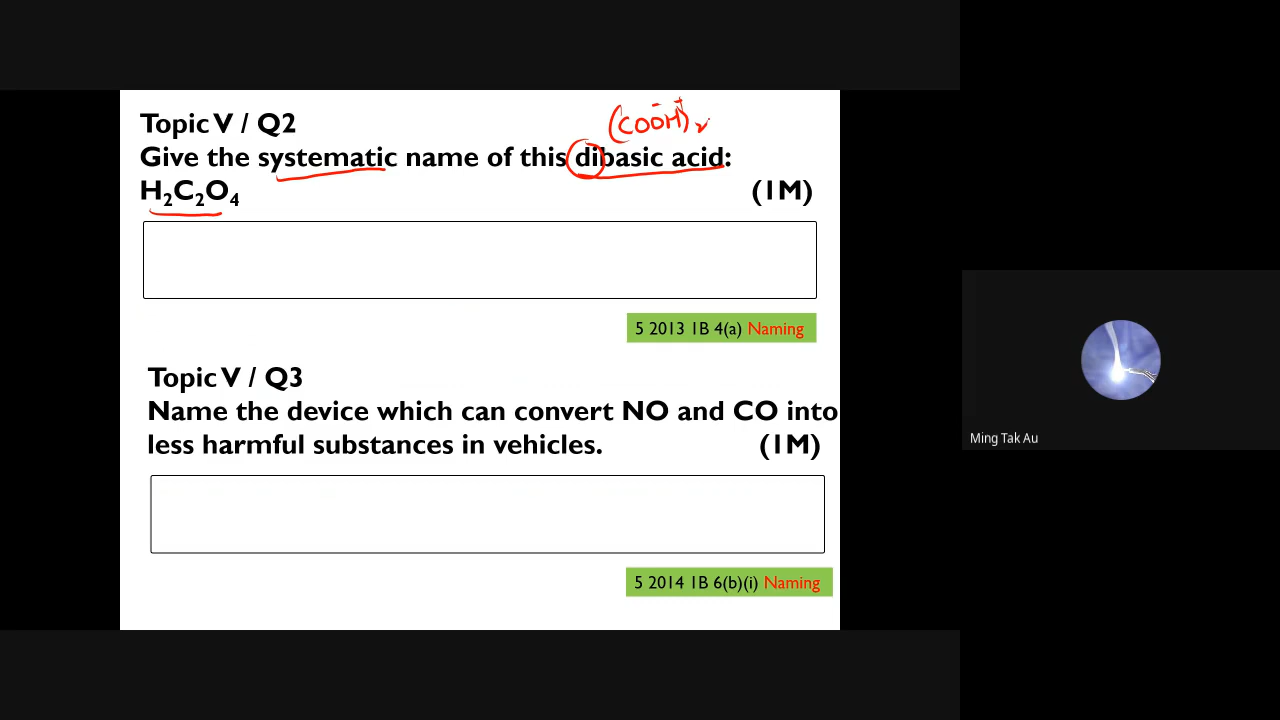 Topic V / Q2
(COOH)₂
Give the systematic name of this dibasic acid:
H₂C₂O₄ (1M)
5 2013 1B 4(a) Naming
Topic V / Q3
Name the device which can convert NO and CO into
less harmful substances in vehicles. (1M)
5 2014 1B 6(b)(i) Naming
Ming Tak Au